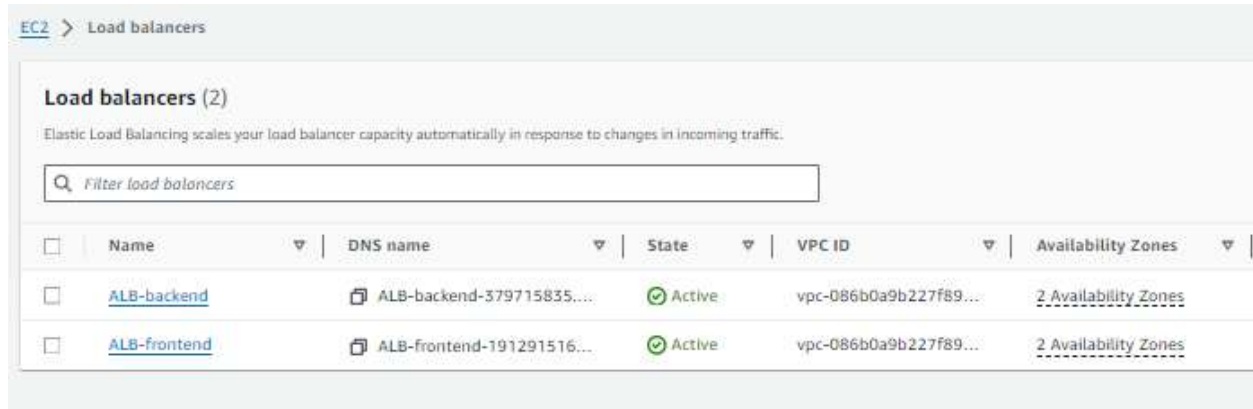 EC2 > Load balancers
Load balancers (2)
Elastic Load Balancing scales your load balancer capacity automatically in response to changes in incoming traffic.
Filter load balancers
Name DNS name State VPC ID Availability Zones
ALB-backend ALB-backend-379715835.... Active vpc-086b0a9b227f89... 2 Availability Zones
ALB-frontend ALB-frontend-191291516... Active vpc-086b0a9b227f89... 2 Availability Zones